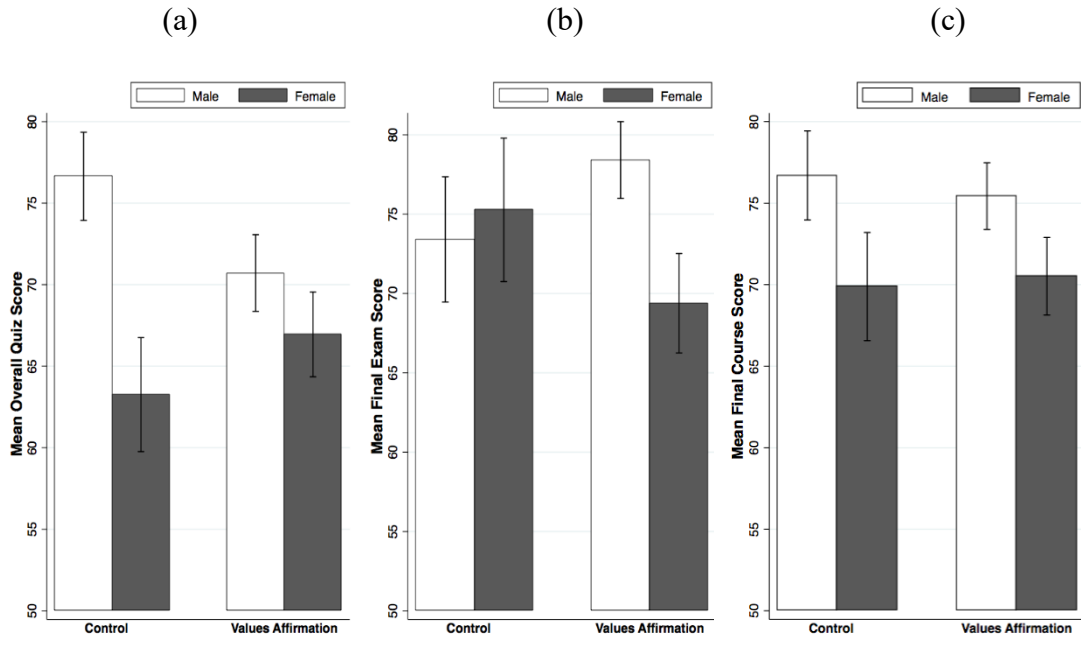 (a)
Male Female
Mean Overall Quiz Score
80
75
70
65
60
55
50
Control Values Affirmation
(b)
Male Female
Mean Final Exam Score
80
75
70
65
60
55
50
Control Values Affirmation
(c)
Male Female
Mean Final Course Score
80
75
70
65
60
55
50
Control Values Affirmation